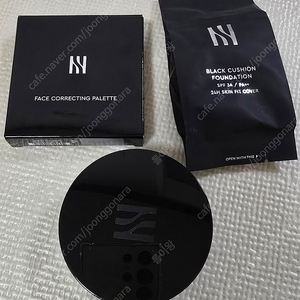 FACE CORRECTING PALETTE
BLACK CUSHION
FOUNDATION
SPF 34 / PA++
24H SKIN FIT COVER
cafe.naver.com/joonggonara